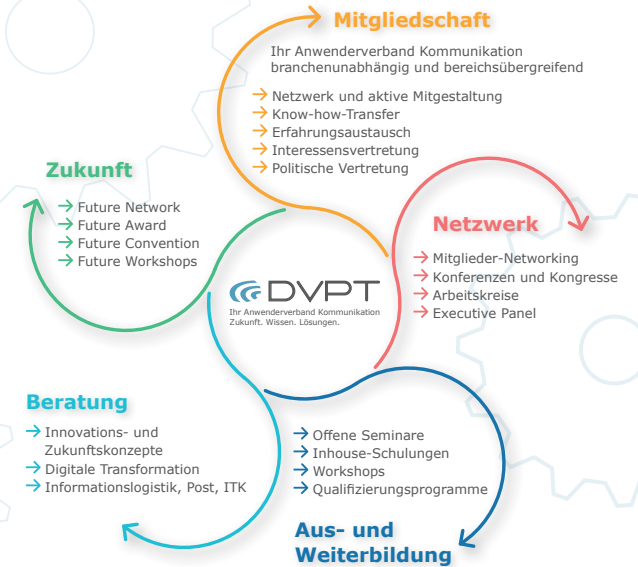 Mitgliedschaft
Ihr Anwenderverband Kommunikation
branchenunabhängig und bereichsübergreifend
→ Netzwerk und aktive Mitgestaltung
→ Know-how-Transfer
→ Erfahrungsaustausch
→ Interessensvertretung
→ Politische Vertretung
Zukunft
→ Future Network
→ Future Award
→ Future Convention
→ Future Workshops
Netzwerk
→ Mitglieder-Networking
→ Konferenzen und Kongresse
→ Arbeitskreise
→ Executive Panel
DVPT
Ihr Anwenderverband Kommunikation
Zukunft. Wissen. Lösungen.
Beratung
→ Innovations- und
Zukunftskonzepte
→ Digitale Transformation
→ Informationslogistik, Post, ITK
→ Offene Seminare
→ Inhouse-Schulungen
→ Workshops
→ Qualifizierungsprogramme
Aus- und
Weiterbildung